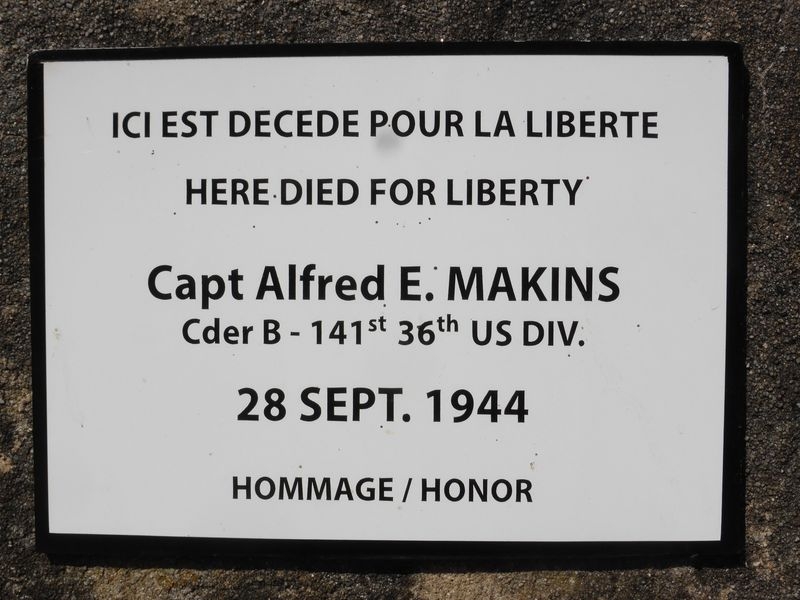 ICI EST DECEDE POUR LA LIBERTE
HERE DIED FOR LIBERTY
Capt Alfred E. MAKINS
Cder B - 141st 36th US DIV.
28 SEPT. 1944
HOMMAGE / HONOR